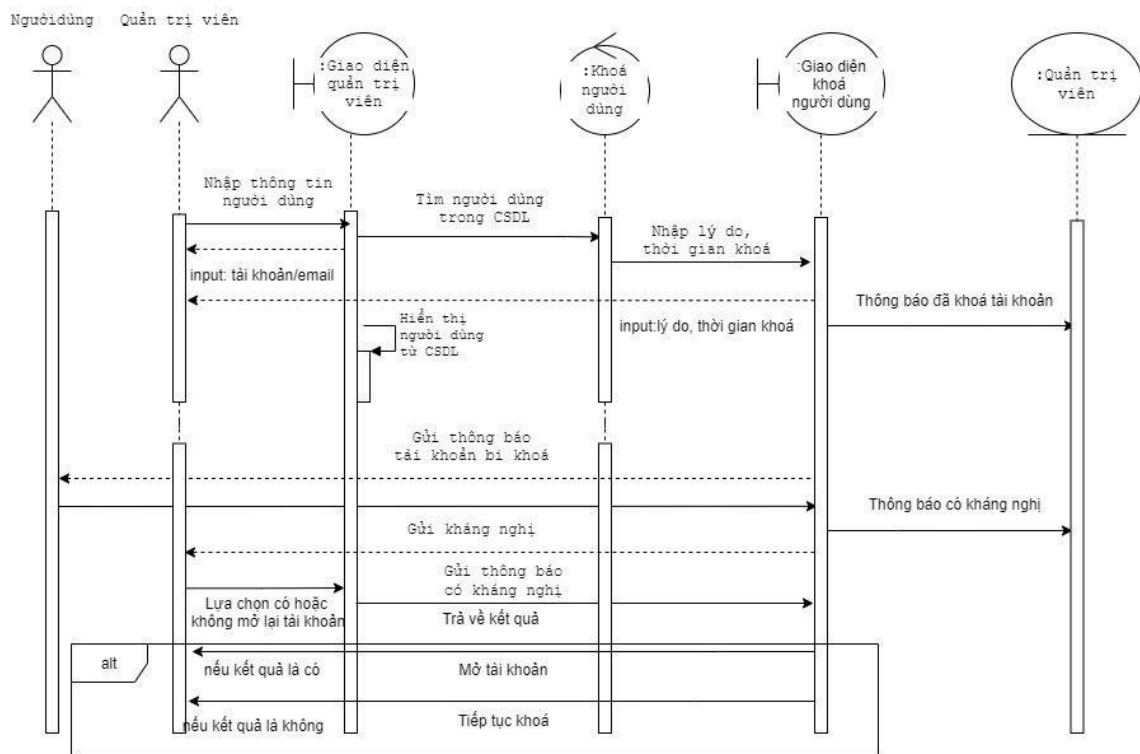 Ngườidùng
Quản trị viên
:Giao diện
quản trị
viên
:Khoá
người
dùng
:Giao diện
khoá
người dùng
:Quản trị
viên
Nhập thông tin
người dùng
Tìm người dùng
trong CSDL
Nhập lý do,
thời gian khoá
input: tài khoản/email
Thông báo đã khoá tài khoản
input:lý do, thời gian khoá
Hiển thị
người dùng
từ CSDL
Gửi thông báo
tài khoản bi khoá
Thông báo có kháng nghị
Gửi kháng nghị
Gửi thông báo
có kháng nghị
Lựa chọn có hoặc
không mở lại tài khoản
Trả về kết quả
alt
nếu kết quả là có
Mở tài khoản
nếu kết quả là không
Tiếp tục khoá